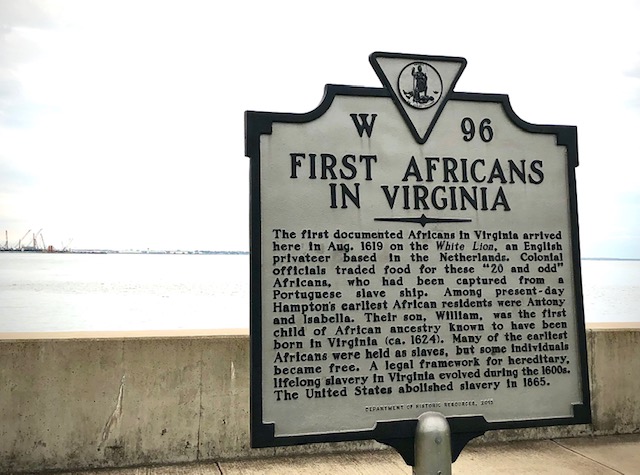 W 96
FIRST AFRICANS
IN VIRGINIA
The first documented Africans in Virginia arrived
here in Aug. 1619 on the White Lion, an English
privateer based in the Netherlands. Colonial
officials traded food for these "20 and odd"
Africans, who had been captured from a
Portuguese slave ship. Among present-day
Hampton's earliest African residents were Antony
and Isabella. Their son, William, was the first
child of African ancestry known to have been
born in Virginia (ca. 1624). Many of the earliest
Africans were held as slaves, but some individuals
became free. A legal framework for hereditary,
lifelong slavery in Virginia evolved during the 1600s.
The United States abolished slavery in 1865.
DEPARTMENT OF HISTORIC RESOURCES, 2015